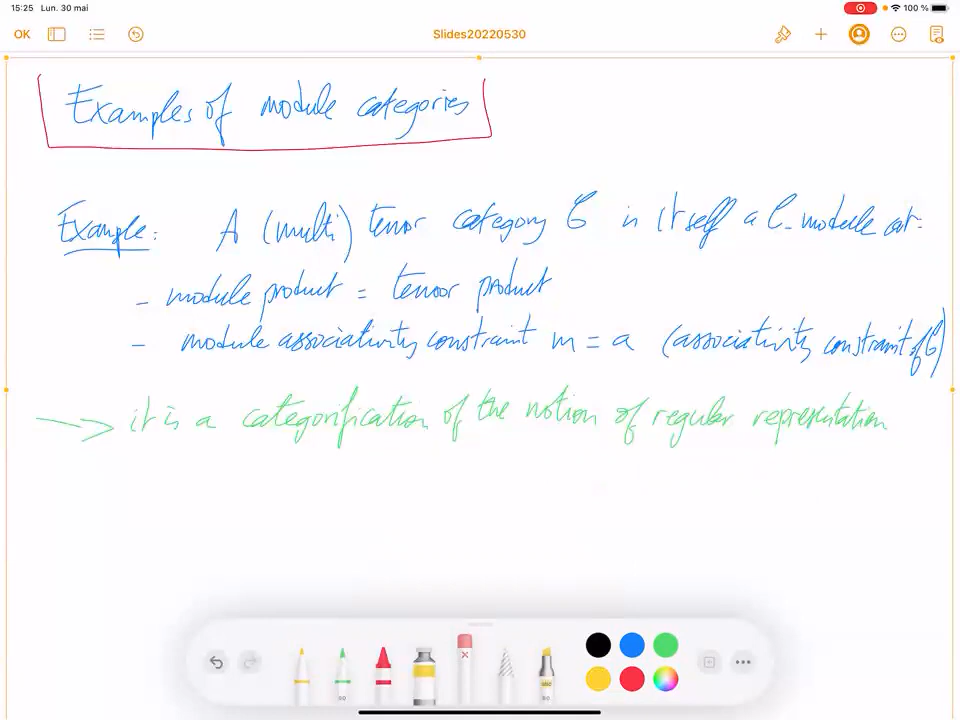 15:25 Lun. 30 mai 100 %
OK Slides20220530
Examples of module categories
Example: A (multi) tensor category C is itself a C-module cat.
- module product = tensor product
- module associativity constraint m = a (associativity constraint of C)
→ it is a categorification of the notion of regular representation